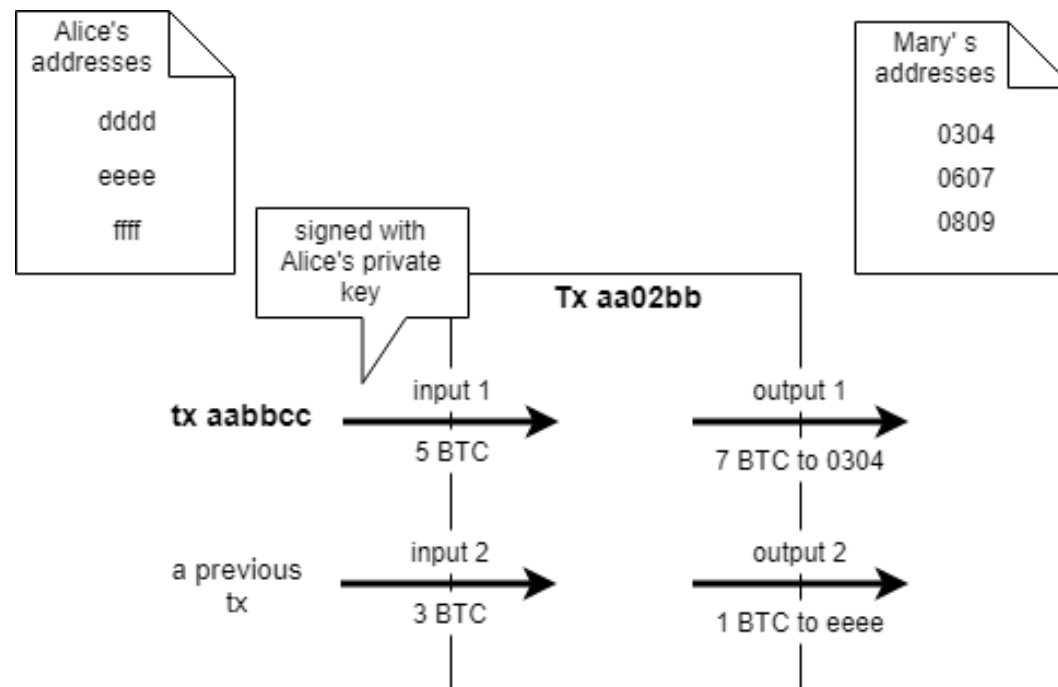 Alice's
addresses
dddd
eeee
ffff
Mary' s
addresses
0304
0607
0809
signed with
Alice's private
key
Tx aa02bb
tx aabbcc
input 1
5 BTC
output 1
7 BTC to 0304
a previous
tx
input 2
3 BTC
output 2
1 BTC to eeee